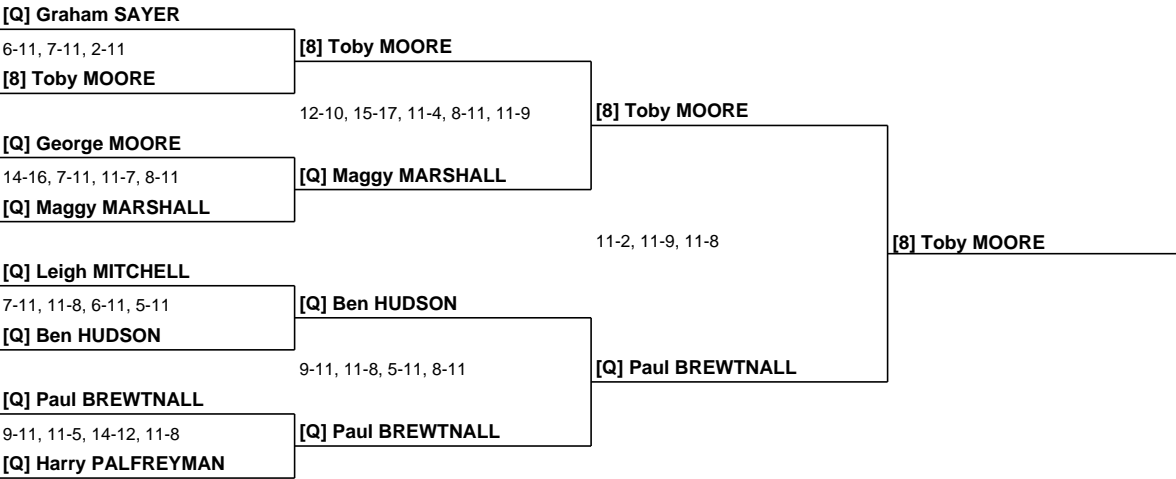 [Q] Graham SAYER
6-11, 7-11, 2-11
[8] Toby MOORE
[Q] George MOORE
14-16, 7-11, 11-7, 8-11
[Q] Maggy MARSHALL
[Q] Leigh MITCHELL
7-11, 11-8, 6-11, 5-11
[Q] Ben HUDSON
[Q] Paul BREWTNALL
9-11, 11-5, 14-12, 11-8
[Q] Harry PALFREYMAN
[8] Toby MOORE
12-10, 15-17, 11-4, 8-11, 11-9
[Q] Maggy MARSHALL
[Q] Ben HUDSON
9-11, 11-8, 5-11, 8-11
[Q] Paul BREWTNALL
[8] Toby MOORE
11-2, 11-9, 11-8
[Q] Paul BREWTNALL
[8] Toby MOORE